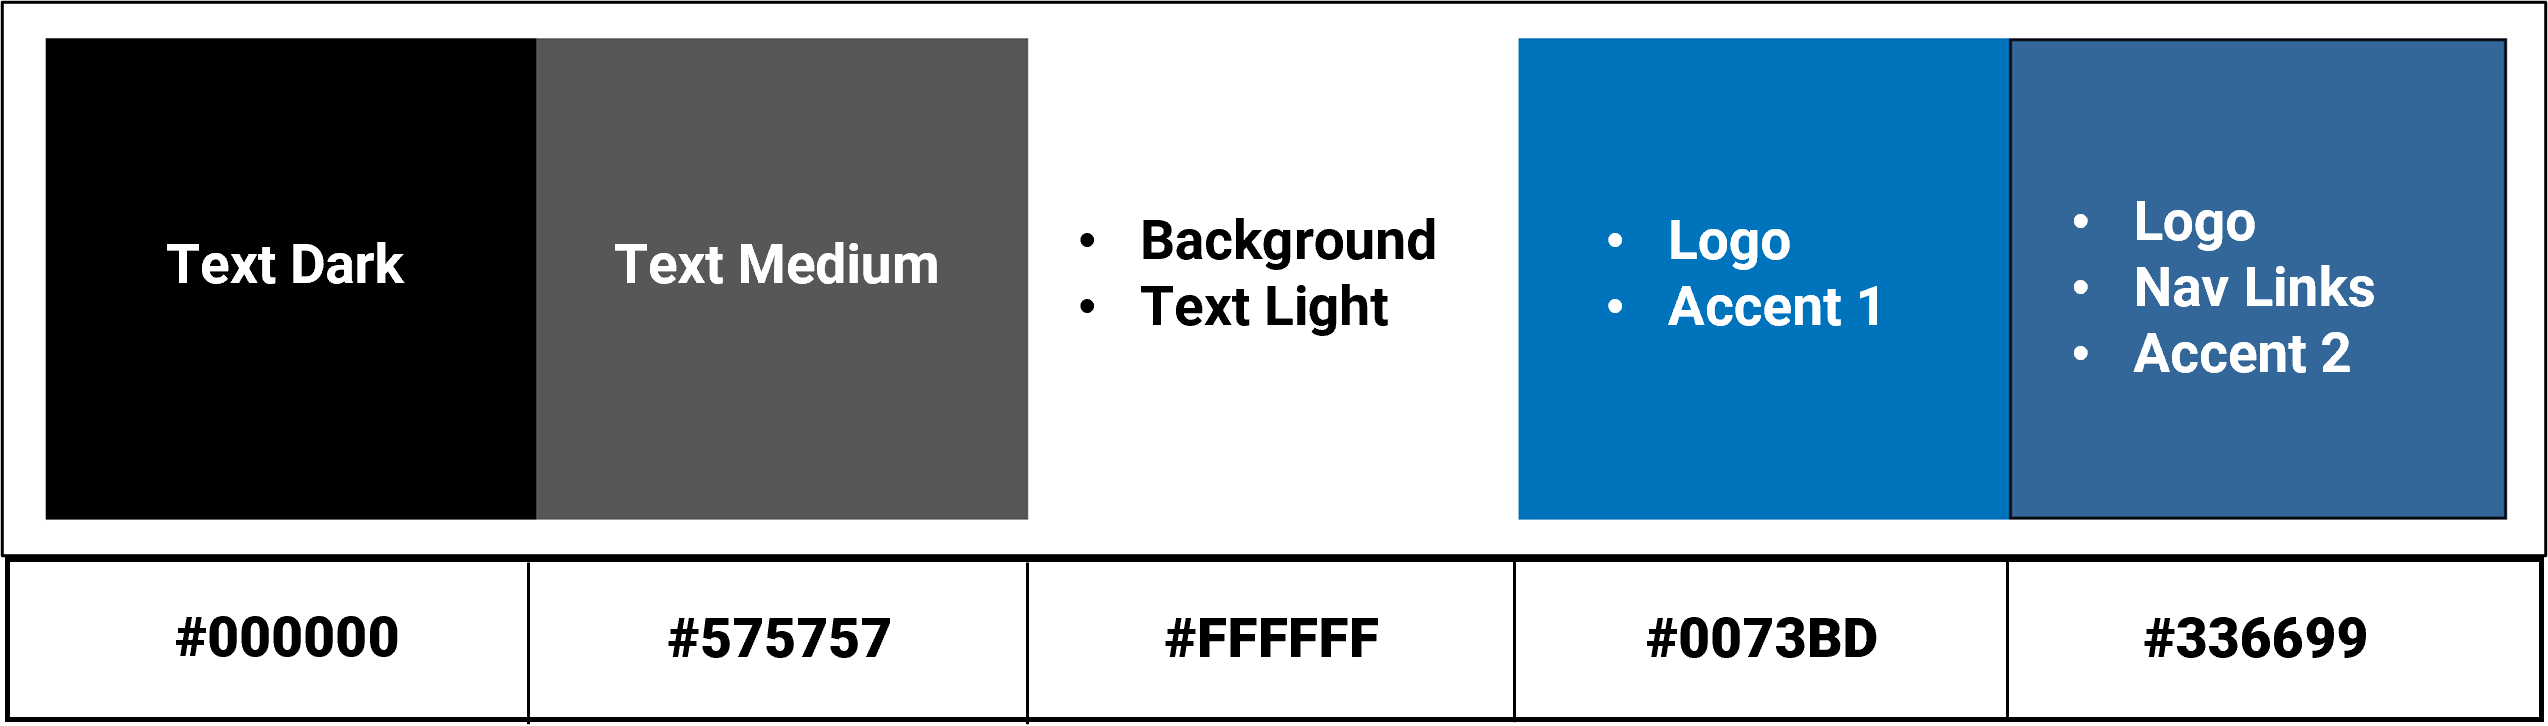 Text Dark
Text Medium
• Background
• Text Light
• Logo
• Accent 1
• Logo
• Nav Links
• Accent 2
#000000
#575757
#FFFFFF
#0073BD
#336699